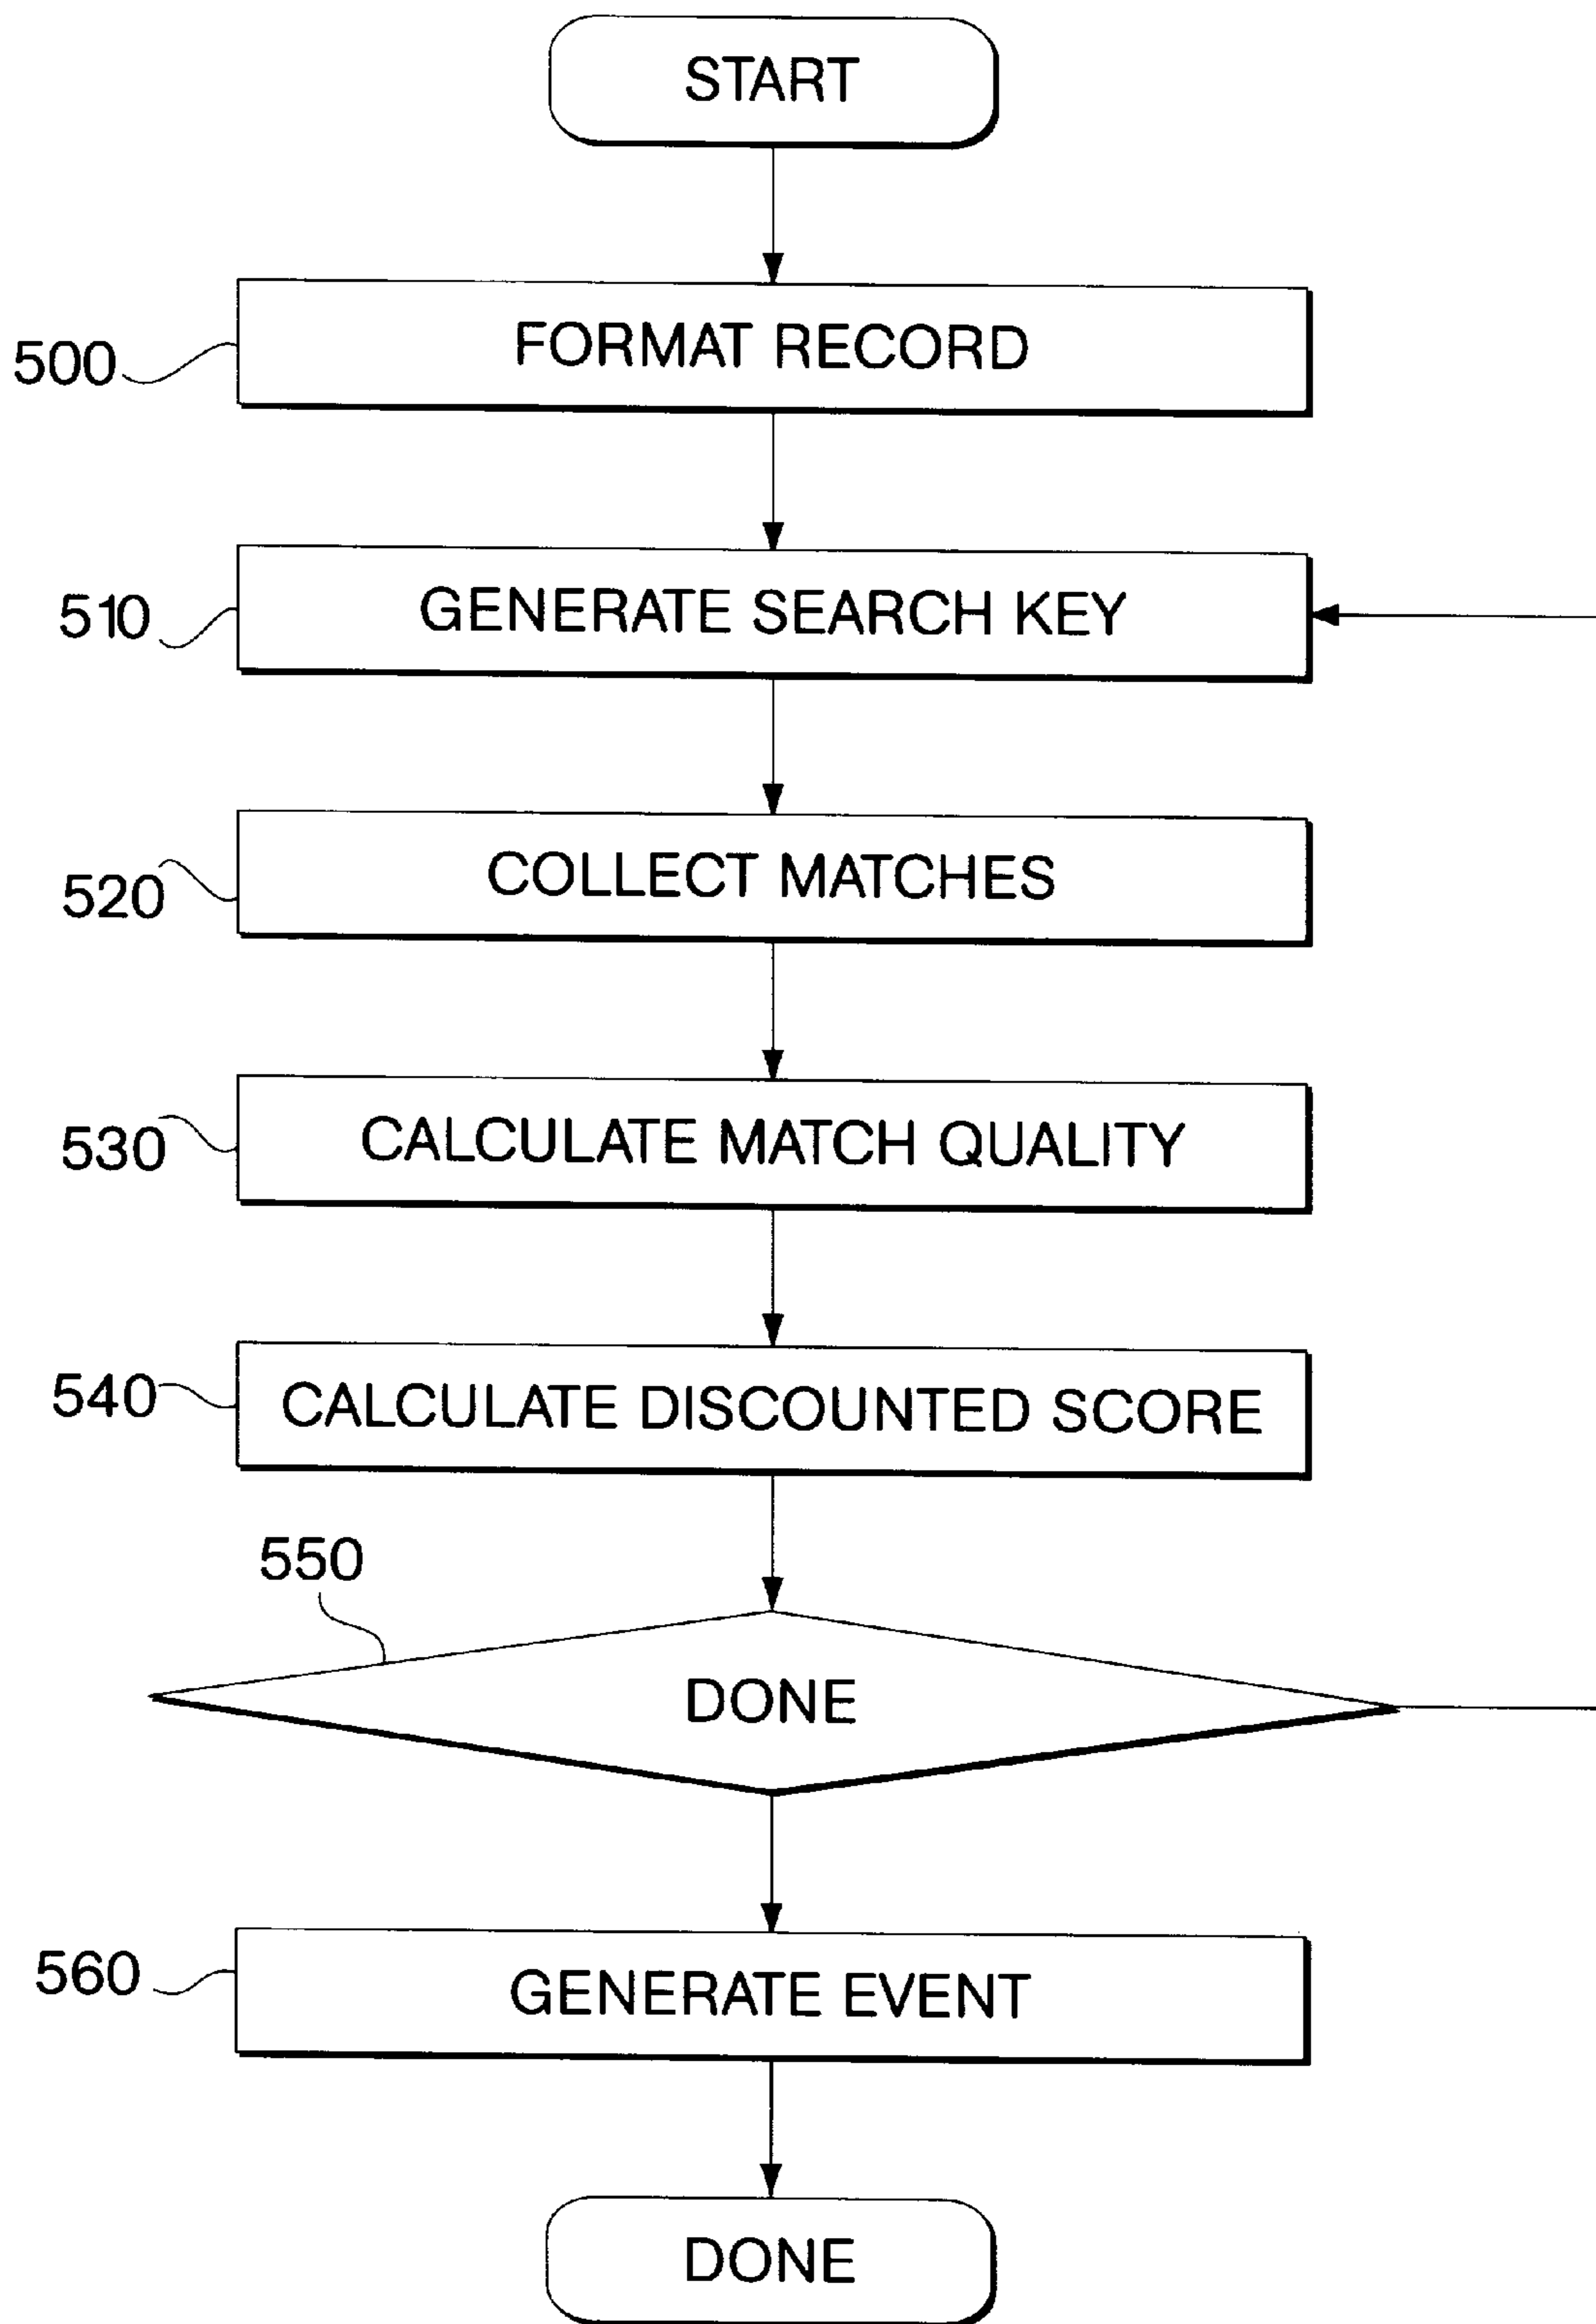 START
500
FORMAT RECORD
510
GENERATE SEARCH KEY
520
COLLECT MATCHES
530
CALCULATE MATCH QUALITY
540
CALCULATE DISCOUNTED SCORE
550
DONE
560
GENERATE EVENT
DONE